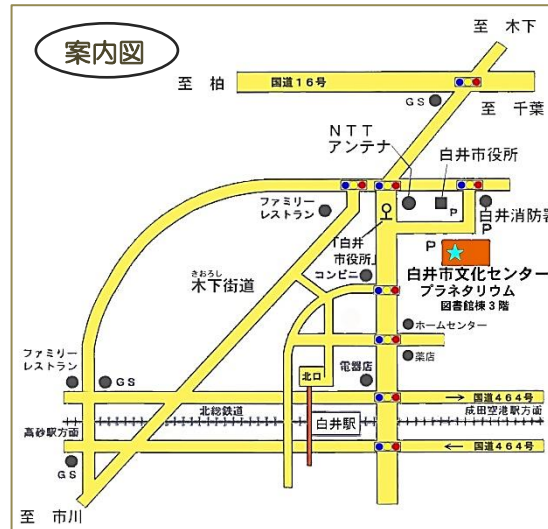 案内図
至 木下
至 柏
国道16号
GS
至 千葉
NTT
アンテナ
白井市役所
P
ファミリー
レストラン
白井消防署
P
「白井
市役所」
P
きおろし
木下街道
コンビニ
白井市文化センター
プラネタリウム
図書館棟3階
ホームセンター
薬店
ファミリー
レストラン
GS
北口
電器店
→ 国道464号
北総鉄道
成田空港駅方面
高砂駅方面
白井駅
← 国道464号
GS
至 市川